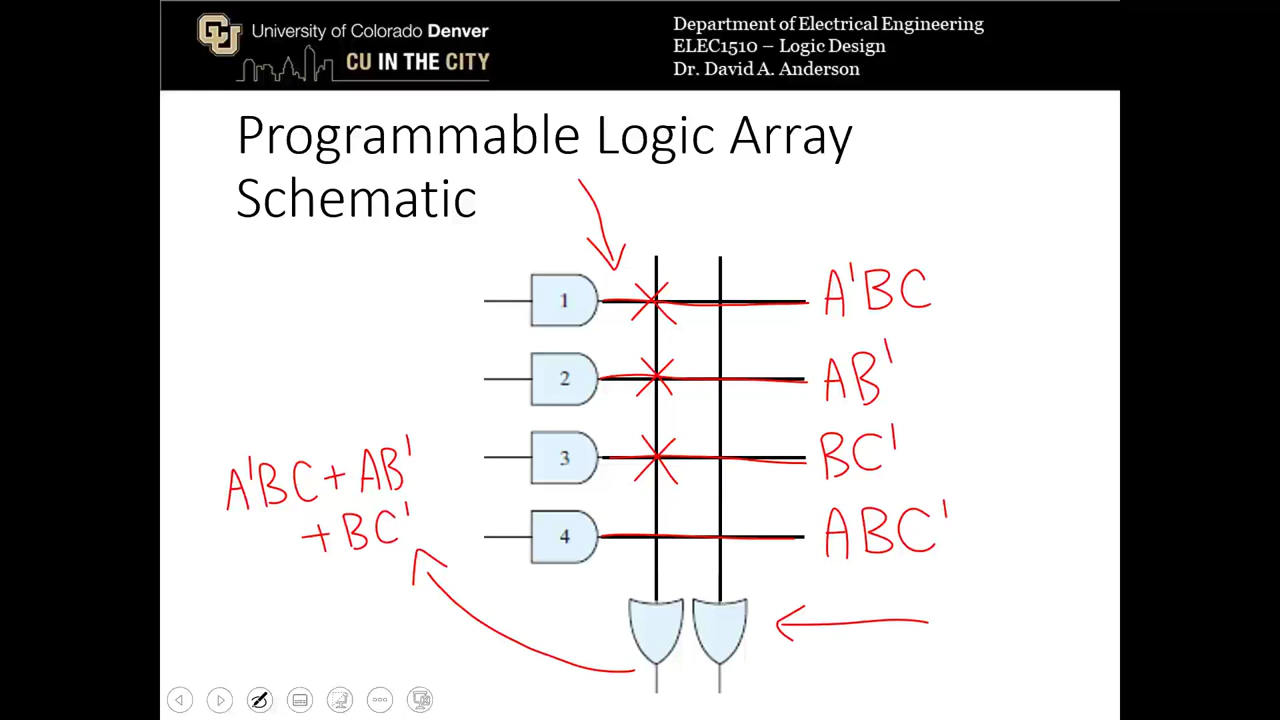 University of Colorado Denver
CU IN THE CITY
Department of Electrical Engineering
ELEC1510 – Logic Design
Dr. David A. Anderson
Programmable Logic Array
Schematic
1
A'BC
2
AB'
3
BC'
4
ABC'
A'BC + AB'
+ BC'